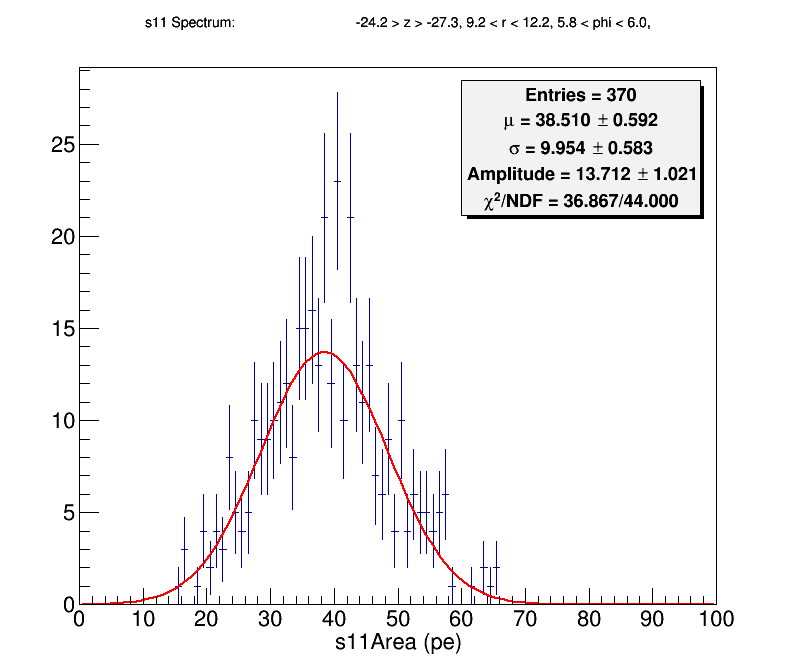 s11 Spectrum: -24.2 > z > -27.3, 9.2 < r < 12.2, 5.8 < phi < 6.0,
Entries = 370
μ = 38.510 ± 0.592
σ = 9.954 ± 0.583
Amplitude = 13.712 ± 1.021
χ²/NDF = 36.867/44.000
25
20
15
10
5
0
0 10 20 30 40 50 60 70 80 90 100
s11Area (pe)